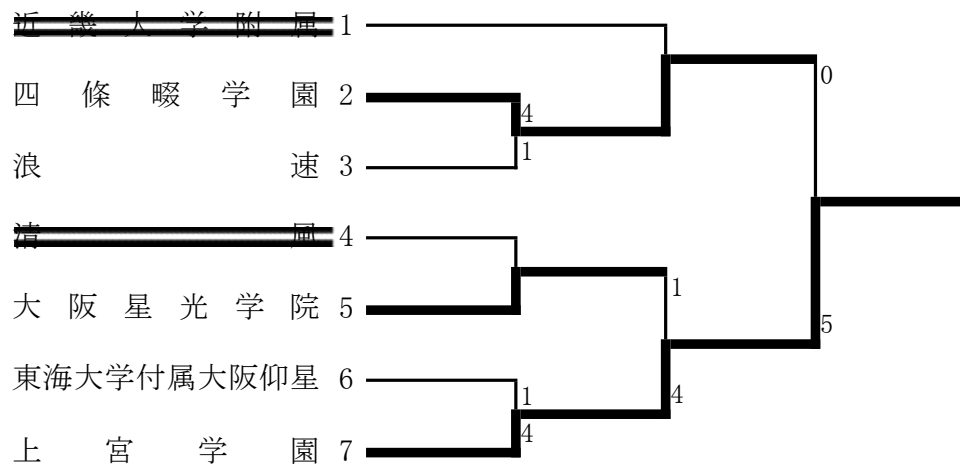 近畿大学附属 1
0
四條畷学園 2
4
1
浪速 3
清風 4
1
大阪星光学院 5
5
東海大学付属大阪仰星 6
1
4
4
上宮学園 7